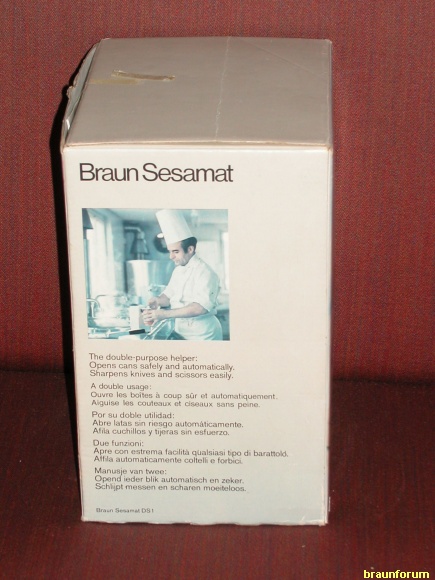 Braun Sesamat
The double-purpose helper:
Opens cans safely and automatically.
Sharpens knives and scissors easily.
A double usage:
Ouvre les boîtes à coup sûr et automatiquement.
Aiguise les couteaux et ciseaux sans peine.
Por su doble utilidad:
Abre latas sin riesgo automáticamente.
Afila cuchillos y tijeras sin esfuerzo.
Due funzioni:
Apre con estrema facilità qualsiasi tipo di barattolo.
Affila automaticamente coltelli e forbici.
Manusje van twee:
Opend ieder blik automatisch en zeker.
Schlijpt messen en scharen moeiteloos.
Braun Sesamat DS1
braunforum